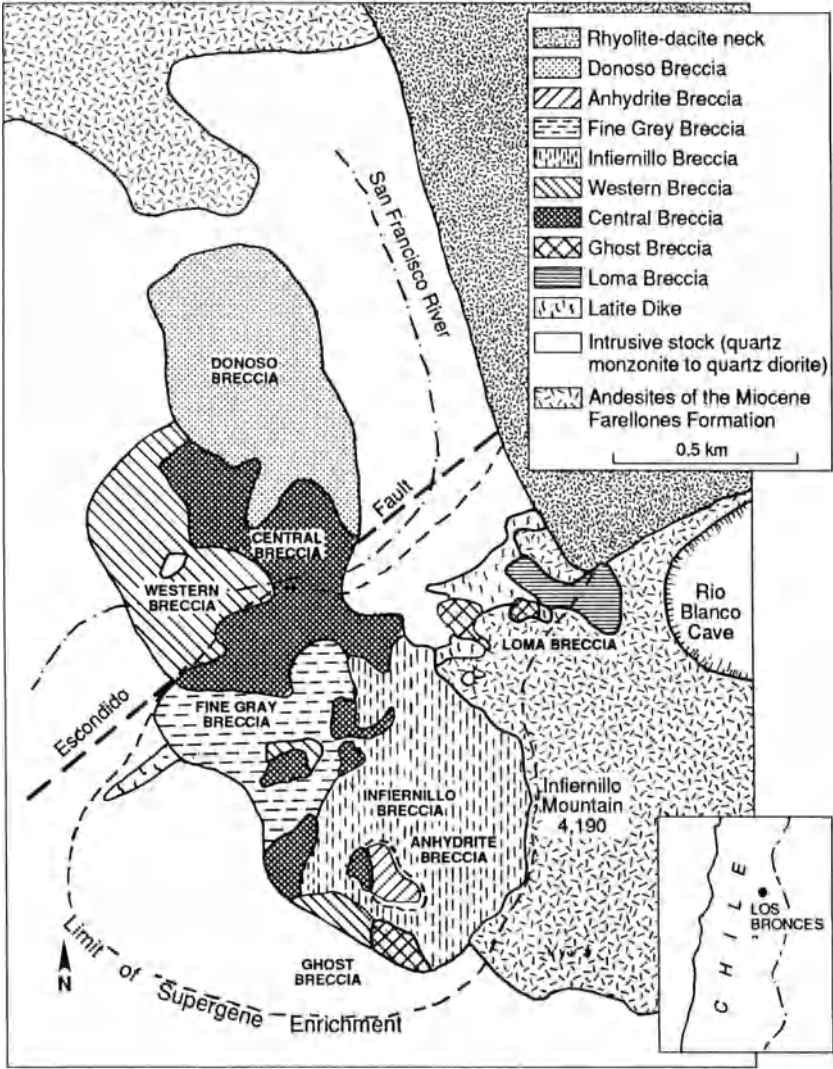 Rhyolite-dacite neck
Donoso Breccia
Anhydrite Breccia
Fine Grey Breccia
Infiernillo Breccia
Western Breccia
Central Breccia
Ghost Breccia
Loma Breccia
Latite Dike
Intrusive stock (quartz
monzonite to quartz diorite)
Andesites of the Miocene
Farellones Formation
0.5 km
San Francisco River
DONOSO
BRECCIA
Fault
CENTRAL
BRECCIA
WESTERN
BRECCIA
Rio
Blanco
Cave
LOMA BRECCIA
FINE GRAY
BRECCIA
Escondido
Infiernillo
Mountain
4,190
INFIERNILLO
BRECCIA
ANHYDRITE
BRECCIA
GHOST
BRECCIA
N
Limit of Supergene Enrichment
CHILE
LOS
BRONCES